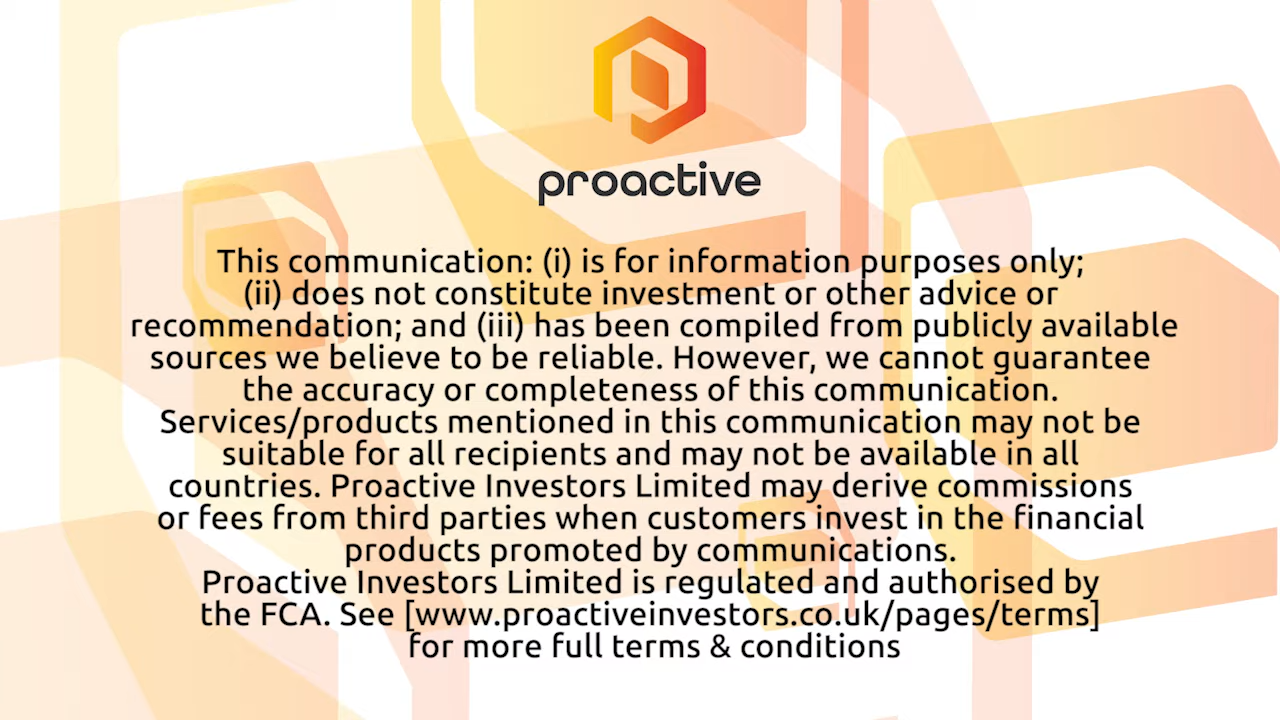 proactive
This communication: (i) is for information purposes only;
(ii) does not constitute investment or other advice or
recommendation; and (iii) has been compiled from publicly available
sources we believe to be reliable. However, we cannot guarantee
the accuracy or completeness of this communication.
Services/products mentioned in this communication may not be
suitable for all recipients and may not be available in all
countries. Proactive Investors Limited may derive commissions
or fees from third parties when customers invest in the financial
products promoted by communications.
Proactive Investors Limited is regulated and authorised by
the FCA. See [www.proactiveinvestors.co.uk/pages/terms]
for more full terms & conditions